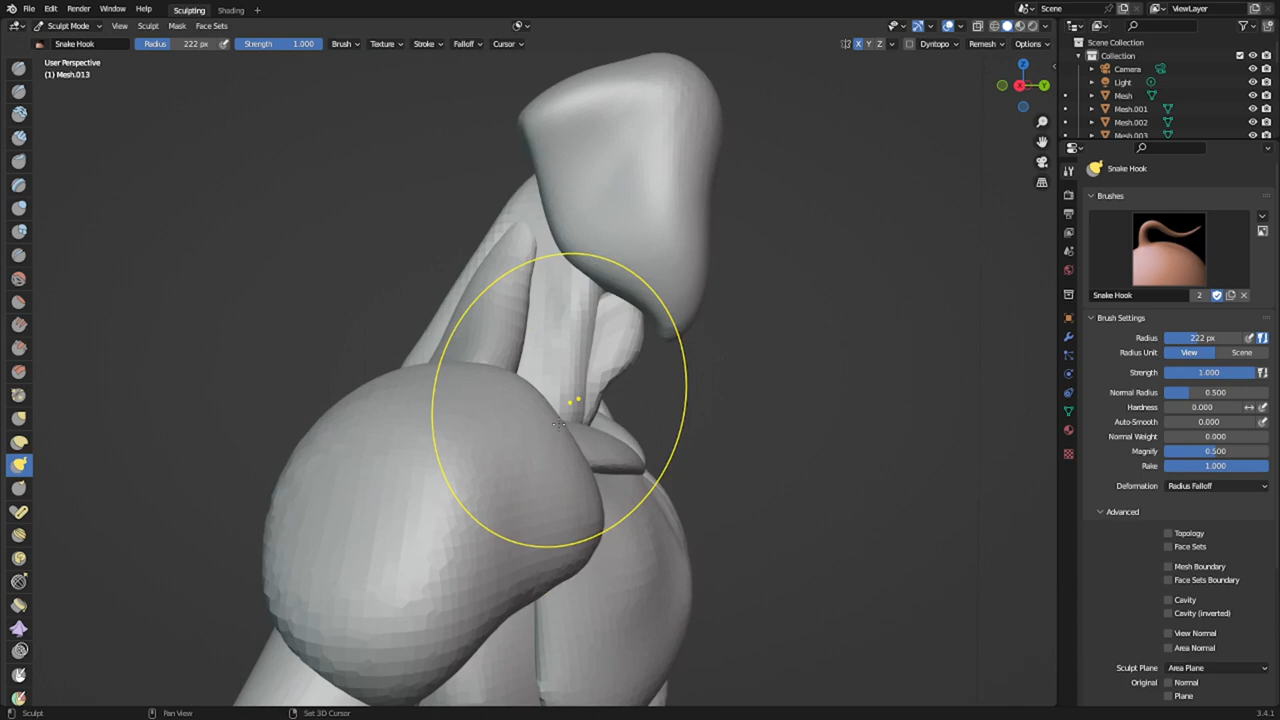 File Edit Render Window Help Sculpting Shading Scene ViewLayer
Sculpt Mode View Sculpt Mask Face Sets
Snake Hook Radius 222 px Strength 1.000 Brush Texture Stroke Falloff Cursor X Y Z Dyntopo Remesh Options
User Perspective
(1) Mesh.013
Z
X Y
Scene Collection
Collection
Camera
Light
Mesh
Mesh.001
Mesh.002
Mesh.003
Snake Hook
Brushes
Snake Hook 2
Brush Settings
Radius 222 px
Radius Unit View Scene
Strength 1.000
Normal Radius 0.500
Hardness 0.000
Auto-Smooth 0.000
Normal Weight 0.000
Magnify 0.500
Rake 1.000
Deformation Radius Falloff
Advanced
Topology
Face Sets
Mesh Boundary
Face Sets Boundary
Cavity
Cavity (inverted)
View Normal
Area Normal
Sculpt Plane Area Plane
Original Normal
Plane
Sculpt Pan View Set 3D Cursor 3.4.1